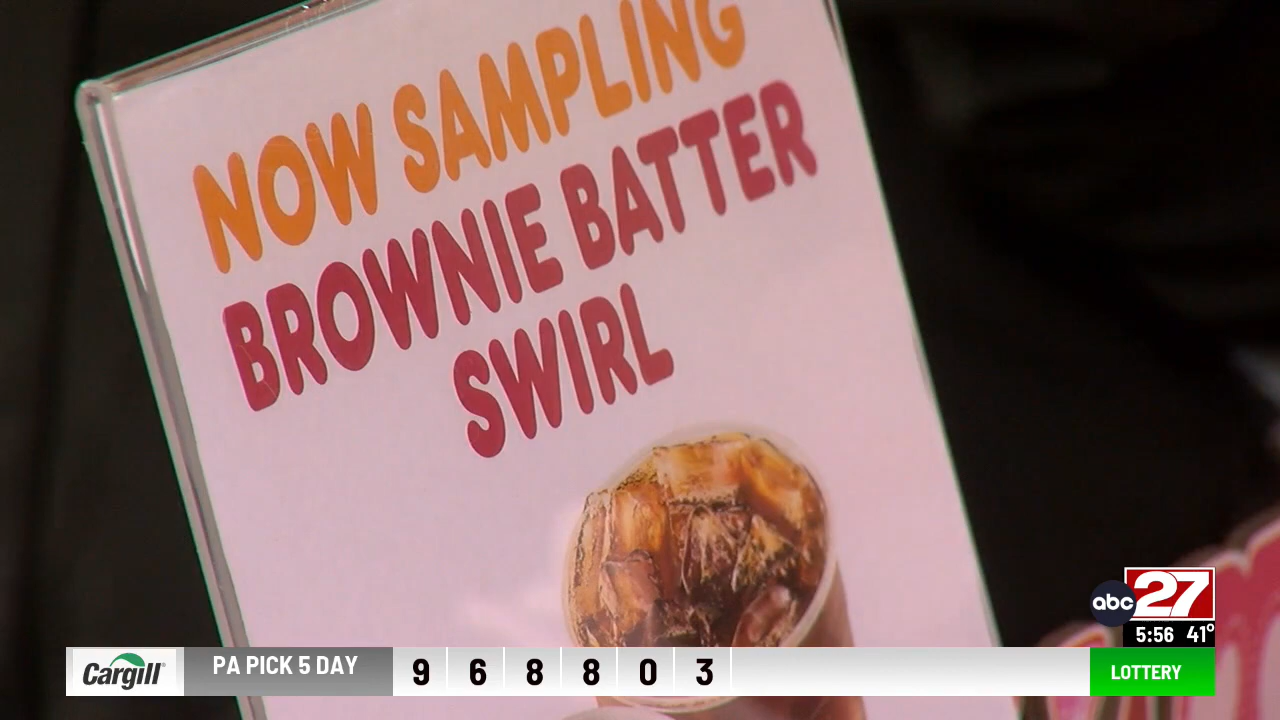 NOW SAMPLING
BROWNIE BATTER
SWIRL
abc 27
5:56 41°
Cargill PA PICK 5 DAY 9 6 8 8 0 3 LOTTERY